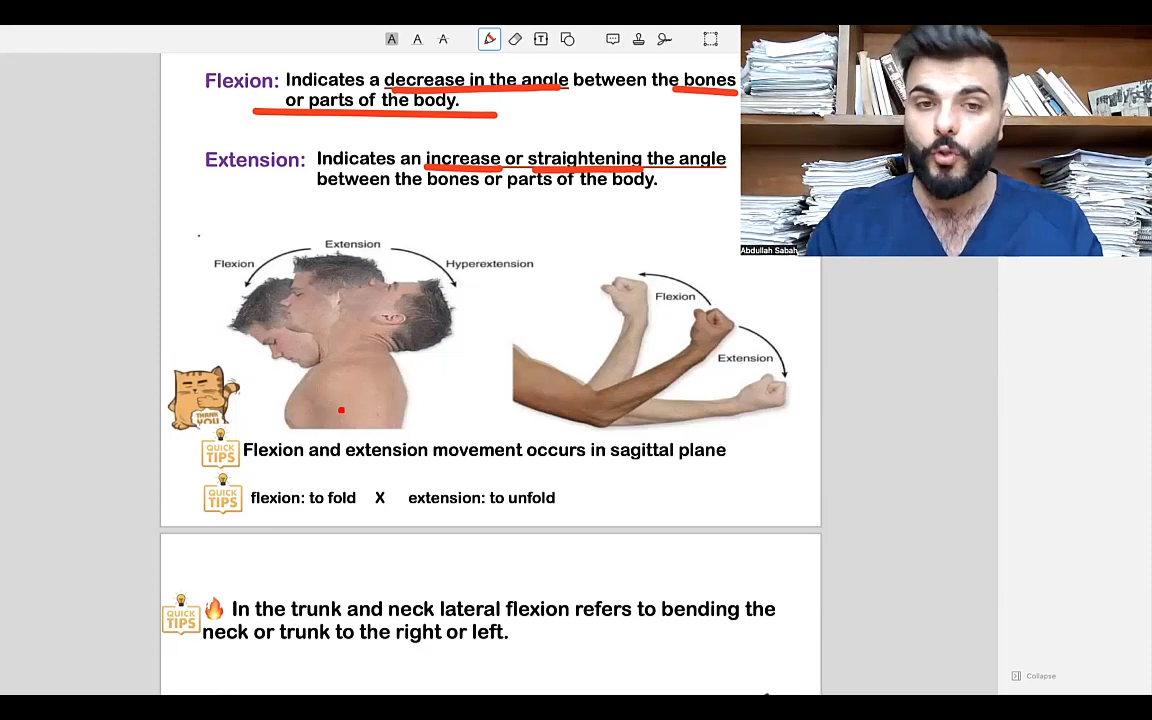 A A A T
Flexion: Indicates a decrease in the angle between the bones
or parts of the body.
Extension: Indicates an increase or straightening the angle
between the bones or parts of the body.
Abdullah Sabah
Extension
Flexion
Hyperextension
Flexion
Extension
THANK
YOU
QUICK
TIPS
Flexion and extension movement occurs in sagittal plane
QUICK
TIPS
flexion: to fold X extension: to unfold
QUICK
TIPS
In the trunk and neck lateral flexion refers to bending the
neck or trunk to the right or left.
Collapse